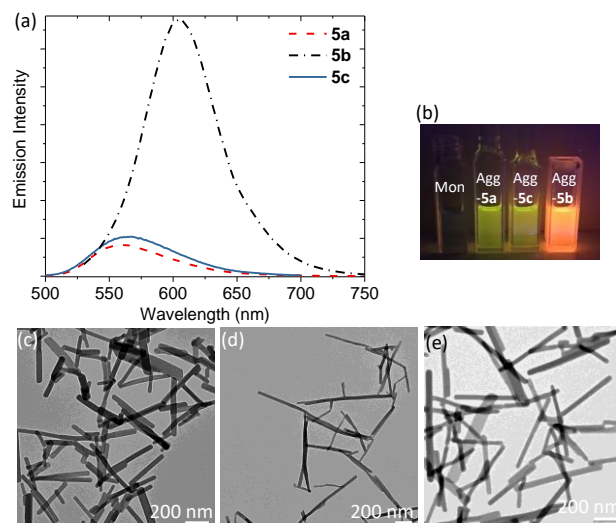 (a)
5a
5b
5c
Emission Intensity
500 550 600 650 700 750
Wavelength (nm)
(b)
Mon
Agg
-5a
Agg
-5c
Agg
-5b
(c)
200 nm
(d)
200 nm
(e)
200 nm